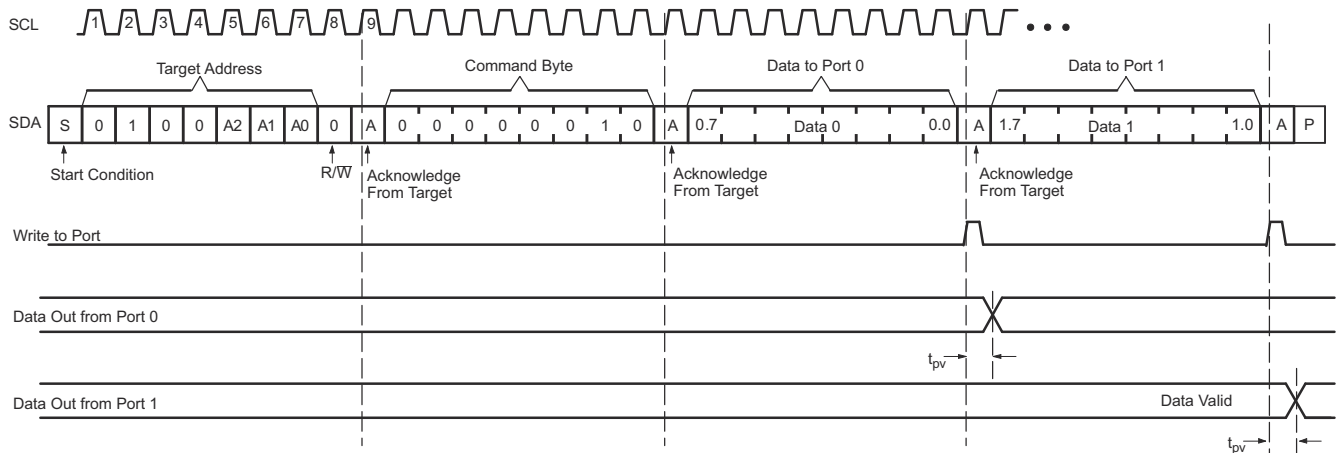 SCL 1 2 3 4 5 6 7 8 9 • • •
Target Address Command Byte Data to Port 0 Data to Port 1
SDA S 0 1 0 0 A2 A1 A0 0 A 0 0 0 0 0 0 1 0 A 0.7 Data 0 0.0 A 1.7 Data 1 1.0 A P
Start Condition R/W̅ Acknowledge From Target Acknowledge From Target Acknowledge From Target
Write to Port
Data Out from Port 0
tpv
Data Out from Port 1 Data Valid
tpv